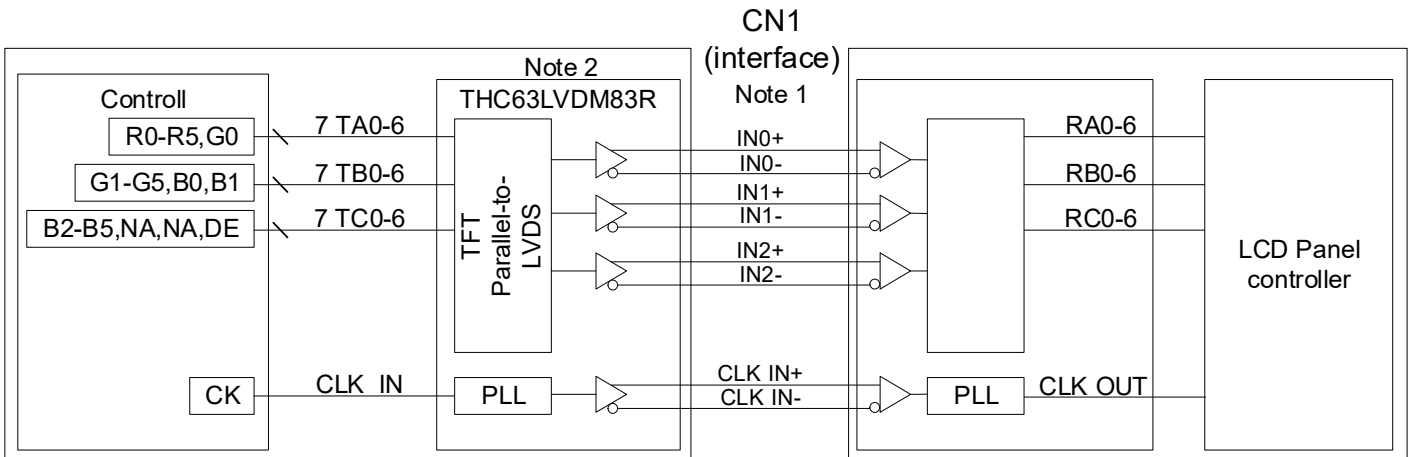 CN1
(interface)
Note 1
Note 2
THC63LVDM83R
Controll
R0-R5,G0
7 TA0-6
G1-G5,B0,B1
7 TB0-6
B2-B5,NA,NA,DE
7 TC0-6
CK
CLK IN
TFT
Parallel-to-
LVDS
PLL
IN0+
IN0-
IN1+
IN1-
IN2+
IN2-
CLK IN+
CLK IN-
PLL
RA0-6
RB0-6
RC0-6
CLK OUT
LCD Panel
controller